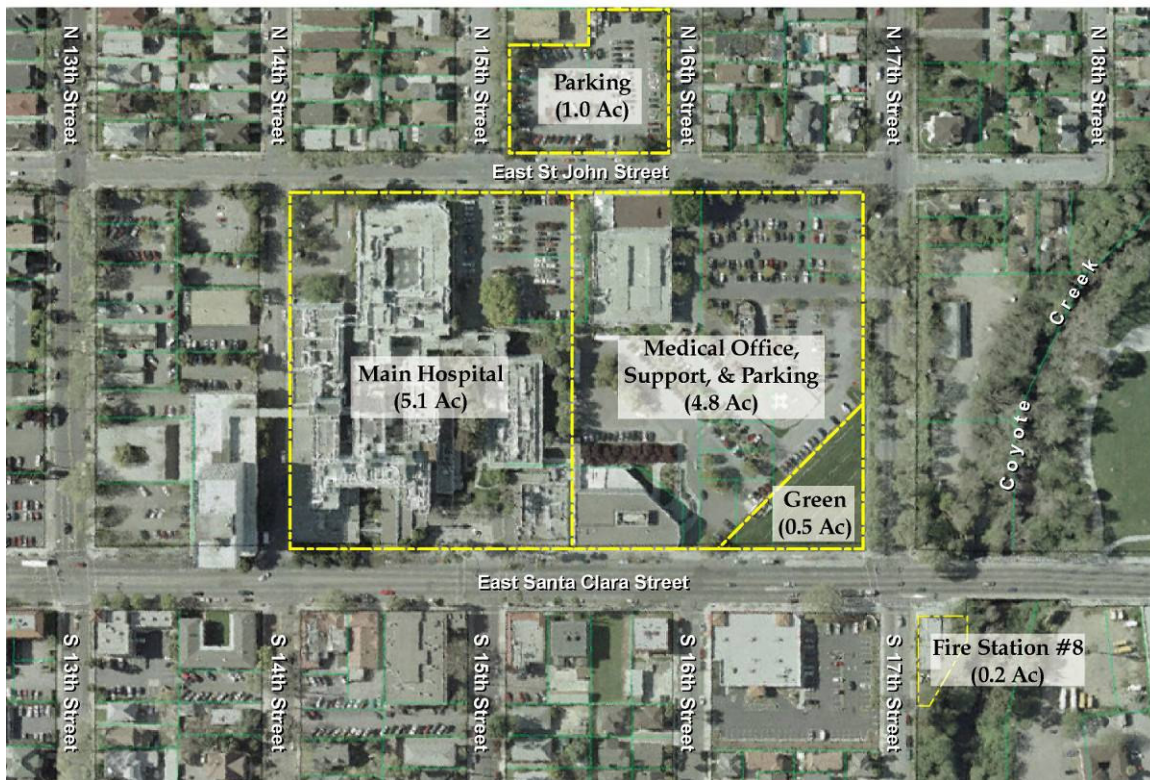 N 13th Street
N 14th Street
N 15th Street
N 16th Street
N 17th Street
N 18th Street
Parking
(1.0 Ac)
East St John Street
Main Hospital
(5.1 Ac)
Medical Office,
Support, & Parking
(4.8 Ac)
Coyote Creek
Green
(0.5 Ac)
East Santa Clara Street
S 13th Street
S 14th Street
S 15th Street
S 16th Street
S 17th Street
Fire Station #8
(0.2 Ac)